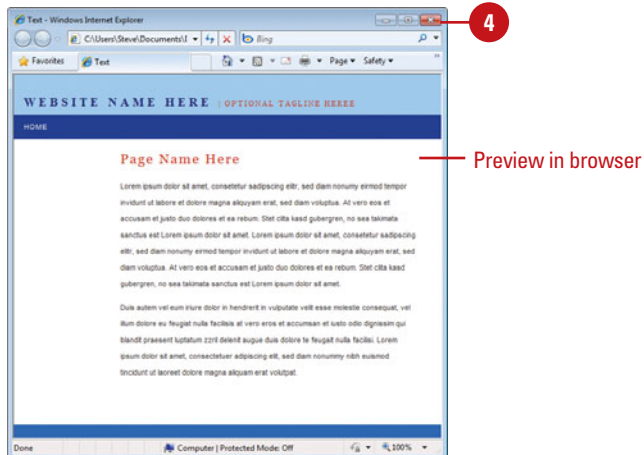 Text - Windows Internet Explorer
4
C:\Users\Steve\Documents\I
Bing
Favorites
Text
Page
Safety
WEBSITE NAME HERE | OPTIONAL TAGLINE HEREE
HOME
Page Name Here
Preview in browser
Lorem ipsum dolor sit amet, consetetur sadipscing elitr, sed diam nonumy eirmod tempor
invidunt ut labore et dolore magna aliquyam erat, sed diam voluptua. At vero eos et
accusam et justo duo dolores et ea rebum. Stet clita kasd gubergren, no sea takimata
sanctus est Lorem ipsum dolor sit amet. Lorem ipsum dolor sit amet, consetetur sadipscing
elitr, sed diam nonumy eirmod tempor invidunt ut labore et dolore magna aliquyam erat, sed
diam voluptua. At vero eos et accusam et justo duo dolores et ea rebum. Stet clita kasd
gubergren, no sea takimata sanctus est Lorem ipsum dolor sit amet.
Duis autem vel eum iriure dolor in hendrerit in vulputate velit esse molestie consequat, vel
illum dolore eu feugiat nulla facilisis at vero eros et accumsan et iusto odio dignissim qui
blandit praesent luptatum zzril delenit augue duis dolore te feugait nulla facilisi. Lorem
ipsum dolor sit amet, consectetuer adipiscing elit, sed diam nonummy nibh euismod
tincidunt ut laoreet dolore magna aliquam erat volutpat.
Done
Computer | Protected Mode: Off
100%